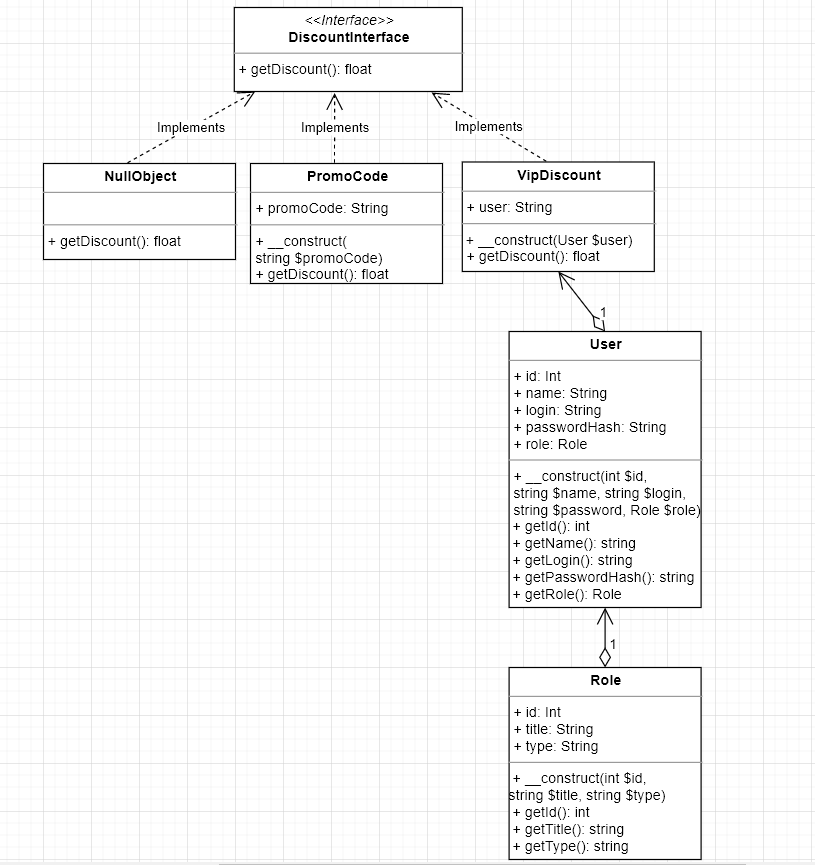 <<Interface>>
DiscountInterface
+ getDiscount(): float
Implements
Implements
Implements
NullObject
+ getDiscount(): float
PromoCode
+ promoCode: String
+ __construct(
string $promoCode)
+ getDiscount(): float
VipDiscount
+ user: String
+ __construct(User $user)
+ getDiscount(): float
1
User
+ id: Int
+ name: String
+ login: String
+ passwordHash: String
+ role: Role
+ __construct(int $id,
string $name, string $login,
string $password, Role $role)
+ getId(): int
+ getName(): string
+ getLogin(): string
+ getPasswordHash(): string
+ getRole(): Role
1
Role
+ id: Int
+ title: String
+ type: String
+ __construct(int $id,
string $title, string $type)
+ getId(): int
+ getTitle(): string
+ getType(): string